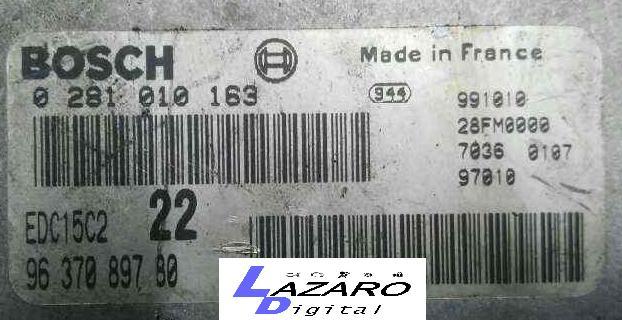 BOSCH
Made in France
0 281 010 163
944
991010
28FM0000
7036 0107
97010
EDC15C2 22
96 370 897 80
LAZARO
Digital